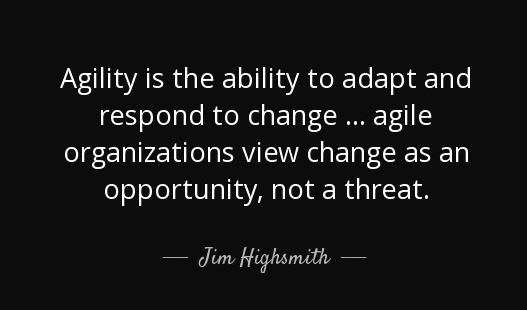 Agility is the ability to adapt and
respond to change ... agile
organizations view change as an
opportunity, not a threat.
— Jim Highsmith —